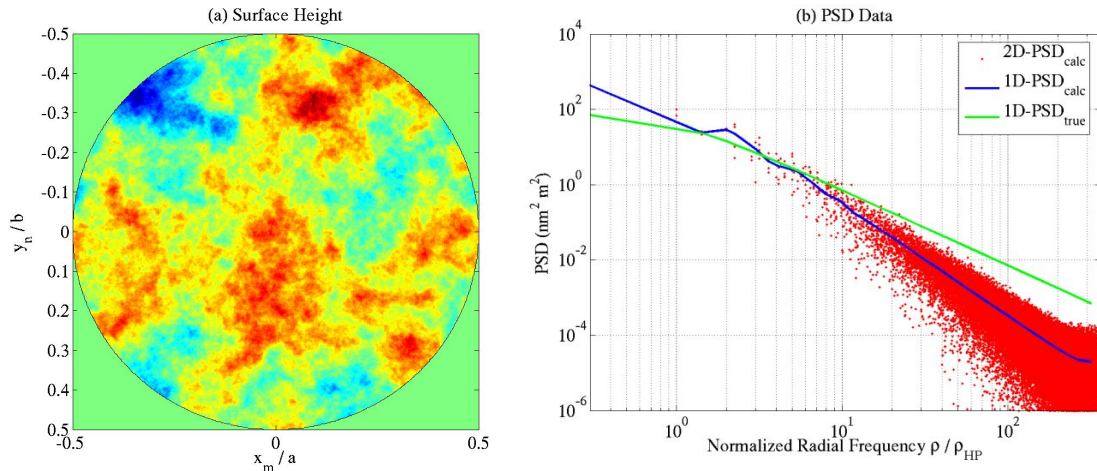 (a) Surface Height
-0.5
-0.4
-0.3
-0.2
-0.1
0
0.1
0.2
0.3
0.4
0.5
y_n / b
-0.5
0
0.5
x_m / a
(b) PSD Data
2D-PSD_calc
1D-PSD_calc
1D-PSD_true
10^4
10^2
10^0
10^-2
10^-4
10^-6
PSD (nm² m²)
10^0
10^1
10^2
Normalized Radial Frequency ρ / ρ_HP